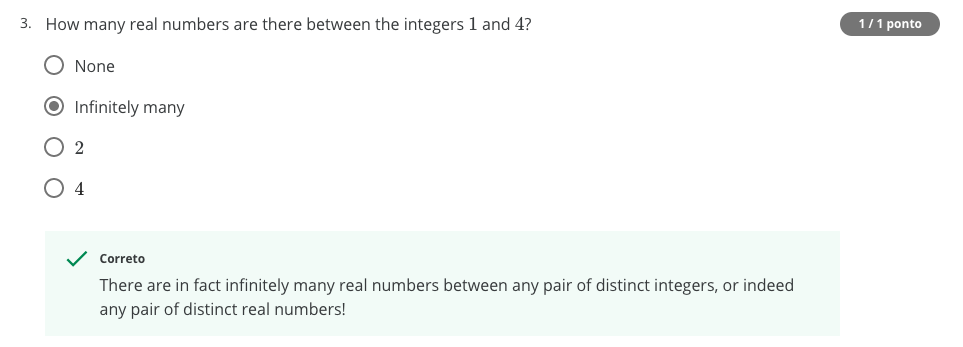 3. How many real numbers are there between the integers 1 and 4?
1 / 1 ponto
None
Infinitely many
2
4
Correto
There are in fact infinitely many real numbers between any pair of distinct integers, or indeed
any pair of distinct real numbers!